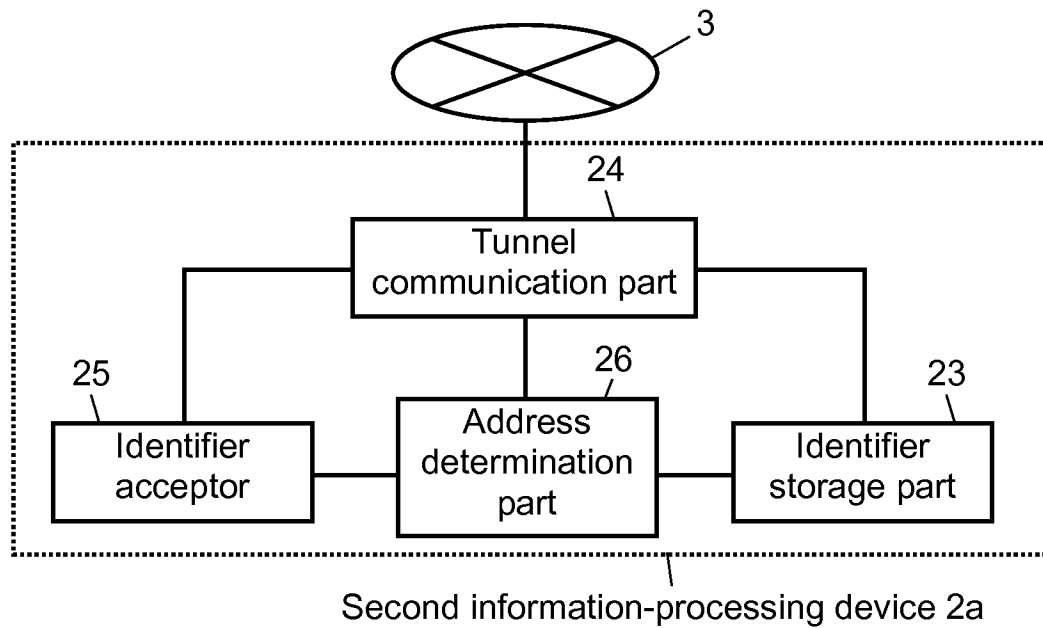 3
24
Tunnel
communication part
25
26
23
Identifier
acceptor
Address
determination
part
Identifier
storage part
Second information-processing device 2a